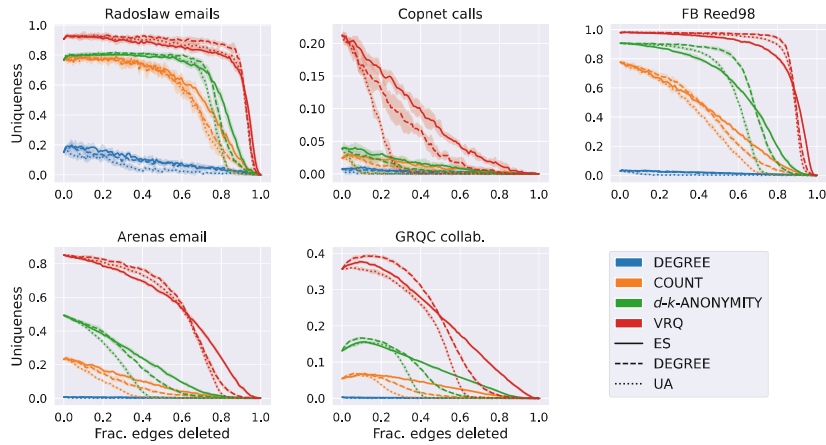 Radoslaw emails
Copnet calls
FB Reed98
Uniqueness
1.0
0.8
0.6
0.4
0.2
0.0
0.20
0.15
0.10
0.05
0.00
1.0
0.8
0.6
0.4
0.2
0.0
0.0 0.2 0.4 0.6 0.8 1.0
0.0 0.2 0.4 0.6 0.8 1.0
0.0 0.2 0.4 0.6 0.8 1.0
Arenas email
GRQC collab.
Uniqueness
0.8
0.6
0.4
0.2
0.0
0.4
0.3
0.2
0.1
0.0
0.0 0.2 0.4 0.6 0.8 1.0
0.0 0.2 0.4 0.6 0.8 1.0
Frac. edges deleted
Frac. edges deleted
DEGREE
COUNT
d-k-ANONYMITY
VRQ
ES
DEGREE
UA